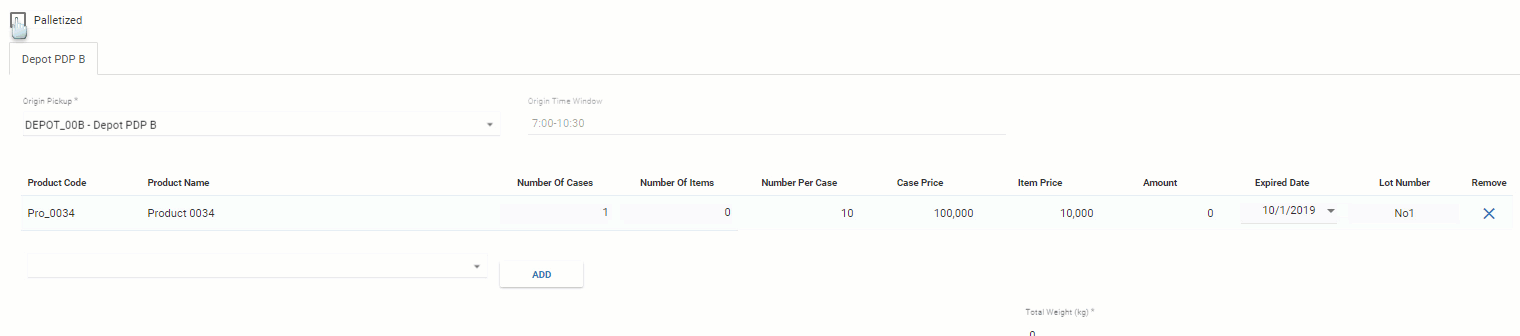 Palletized
Depot PDP B
Origin Pickup * Origin Time Window
DEPOT_00B - Depot PDP B 7:00-10:30
Product Code Product Name Number Of Cases Number Of Items Number Per Case Case Price Item Price Amount Expired Date Lot Number Remove
Pro_0034 Product 0034 1 0 10 100,000 10,000 0 10/1/2019 No1
ADD
Total Weight (kg) *
0